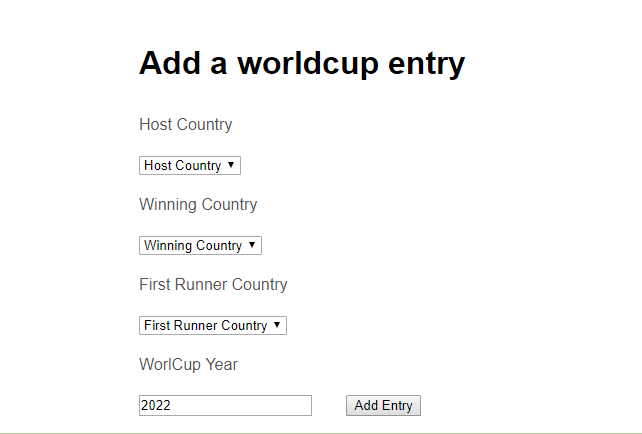 Add a worldcup entry
Host Country
Host Country
Winning Country
Winning Country
First Runner Country
First Runner Country
WorlCup Year
2022 Add Entry